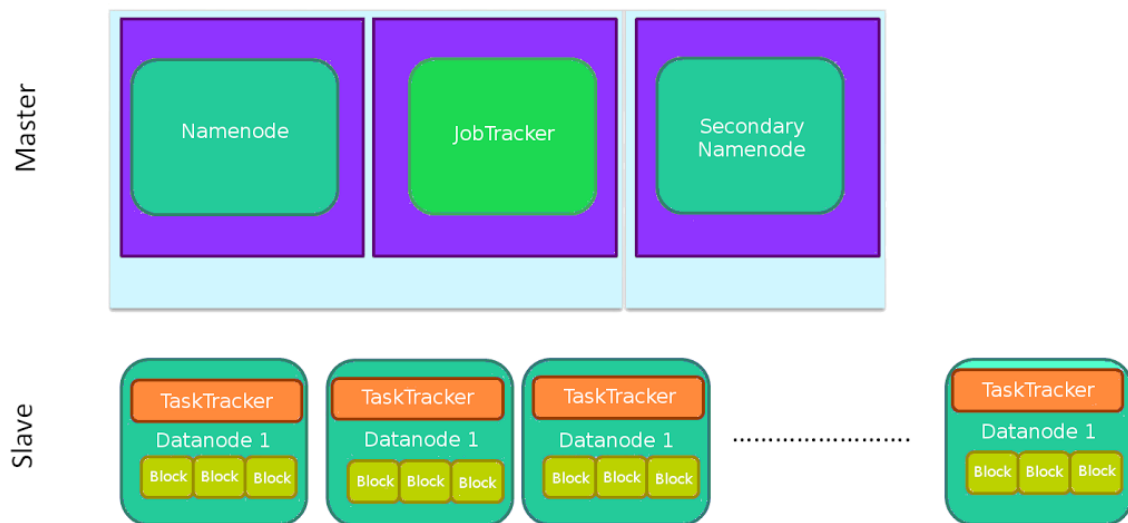 Master
Namenode
JobTracker
Secondary
Namenode
Slave
TaskTracker
Datanode 1
Block Block Block
TaskTracker
Datanode 1
Block Block Block
TaskTracker
Datanode 1
Block Block Block
............................
TaskTracker
Datanode 1
Block Block Block